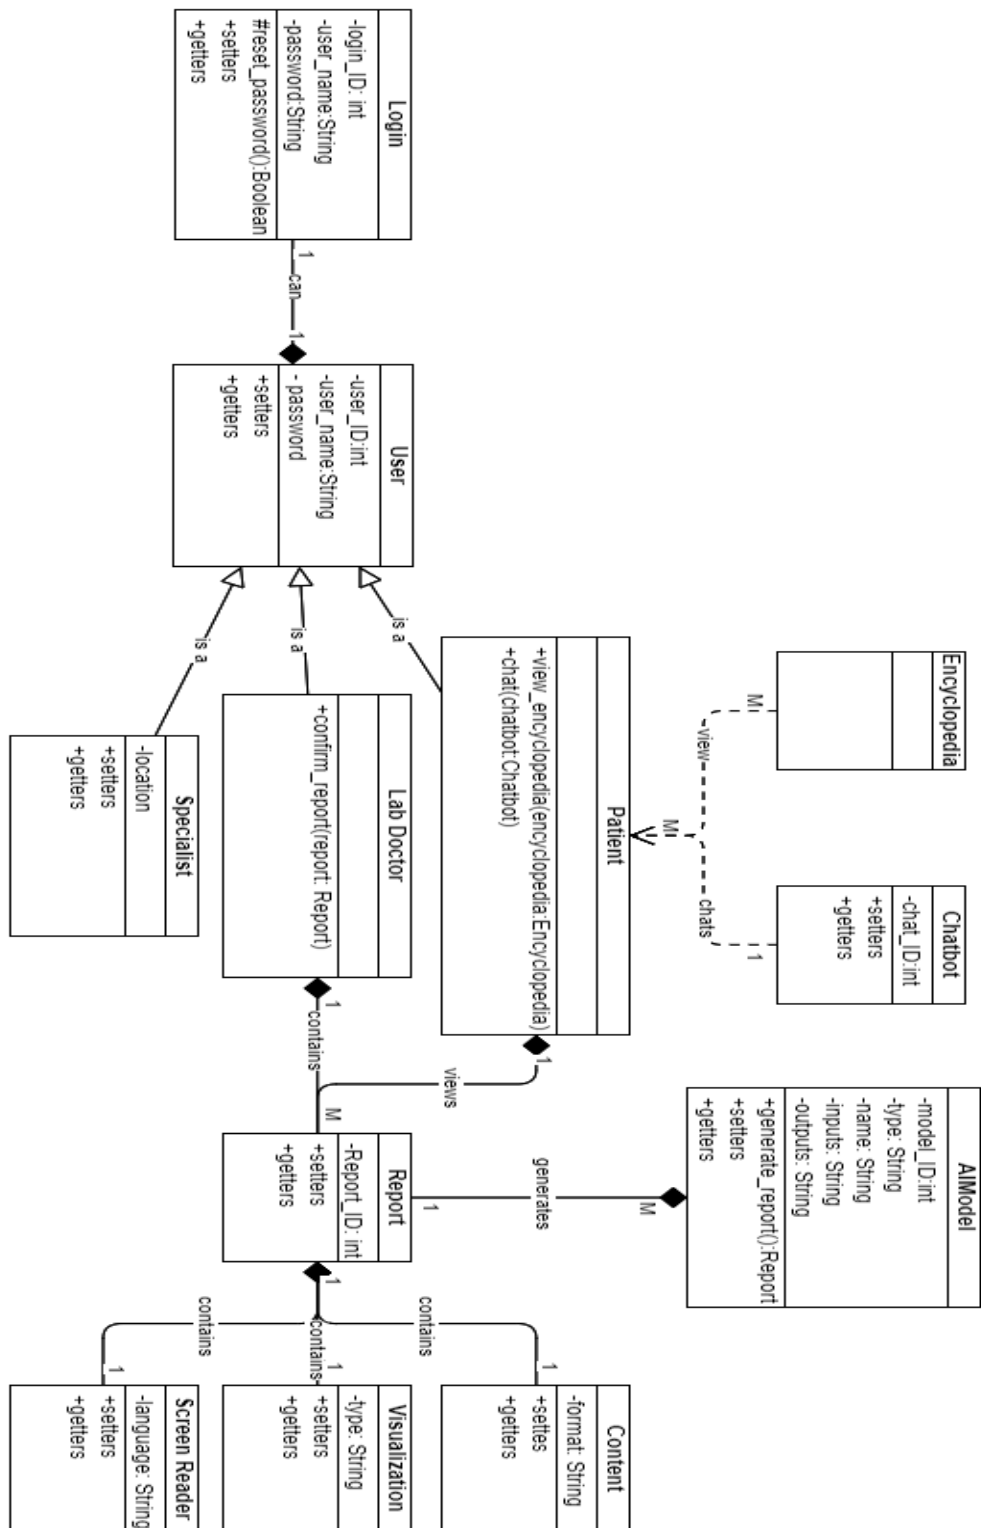 Login
-login_ID: int
-user_name:String
-password:String
#reset_password():Boolean
+setters
+getters
1
can
1
User
-user_ID:int
-user_name:String
- password
+setters
+getters
is a
is a
is a
Encyclopedia
M
view
M
chats
1
Chatbot
-chat_ID:int
+setters
+getters
Patient
+view_encyclopedia(encyclopedia:Encyclopedia)
+chat(chatbot:Chatbot)
1
views
Lab Doctor
+confirm_report(report: Report)
1
contains
M
Specialist
-location
+setters
+getters
AIModel
-model_ID:int
-type: String
-name: String
-inputs: String
-outputs: String
+generate_report():Report
+setters
+getters
M
generates
1
Report
-Report_ID: int
+setters
+getters
1
contains
1
contains
1
contains
1
Content
-format: String
+settes
+getters
Visualization
-type: String
+setters
+getters
Screen Reader
-language: String
+setters
+getters